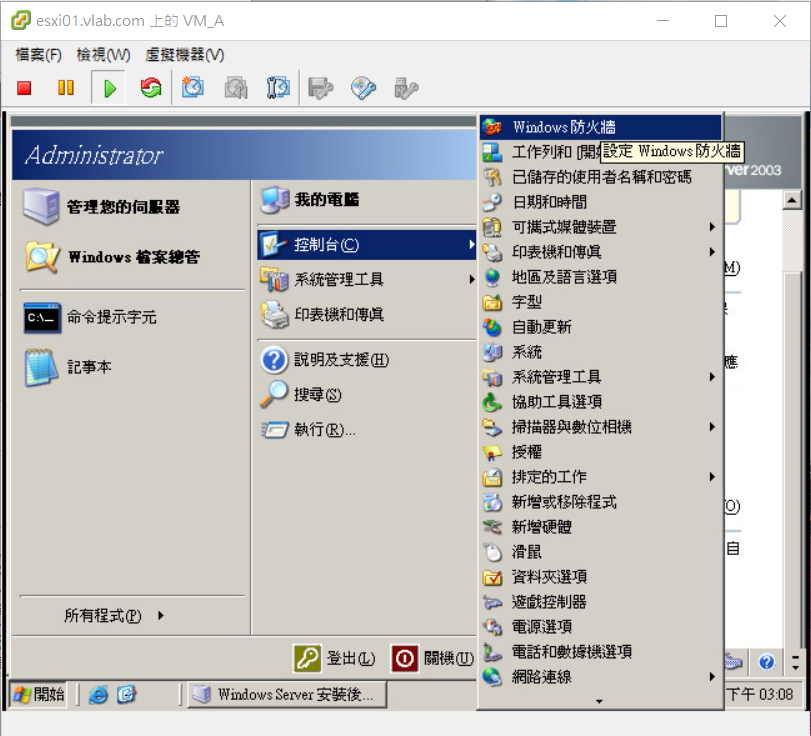 esxi01.vlab.com 上的 VM_A
檔案(F) 檢視(W) 虛擬機器(V)
Administrator
ver2003
管理您的伺服器
Windows 檔案總管
C:\_
命令提示字元
記事本
所有程式(P)
我的電腦
控制台(C)
系統管理工具
印表機和傳真
說明及支援(H)
搜尋(S)
執行(R)...
登出(L)
關機(U)
Windows 防火牆
工作列和 [開始
設定 Windows 防火牆
已儲存的使用者名稱和密碼
日期和時間
可攜式媒體裝置
印表機和傳真
地區及語言選項
字型
自動更新
系統
系統管理工具
協助工具選項
掃描器與數位相機
授權
排定的工作
新增或移除程式
新增硬體
滑鼠
資料夾選項
遊戲控制器
電源選項
電話和數據機選項
網路連線
M)
應
(O)
自
開始
Windows Server 安裝後...
下午 03:08